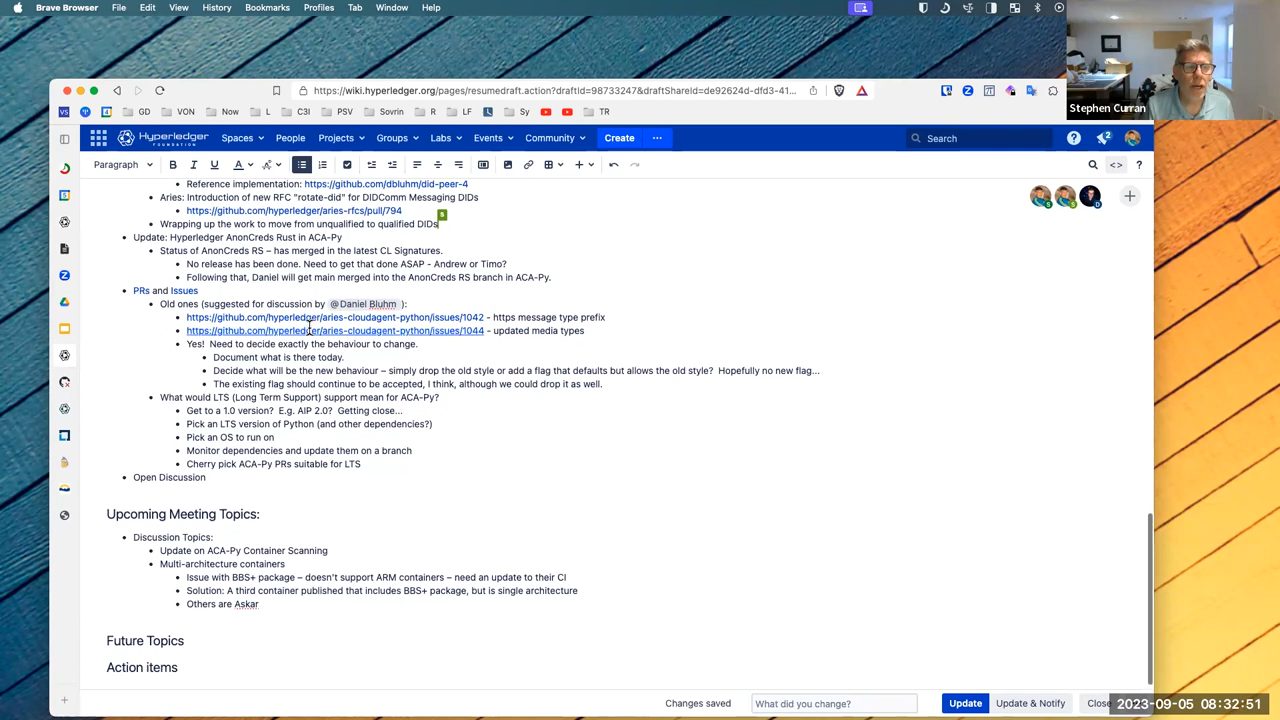 Brave Browser File Edit View History Bookmarks Profiles Tab Window Help
https://wiki.hyperledger.org/pages/resumedraft.action?draftId=98733247&draftShareId=de92624d-dfd3-41...
GD VON Now L C3I PSV Sovrin R LF Sy TR
Stephen Curran
HYPERLEDGER FOUNDATION Spaces People Projects Groups Labs Events Community Create ··· Search ? 2
Paragraph B I U A <> ?
Reference implementation: https://github.com/dbluhm/did-peer-4
Aries: Introduction of new RFC "rotate-did" for DIDComm Messaging DIDs
https://github.com/hyperledger/aries-rfcs/pull/794
S
Wrapping up the work to move from unqualified to qualified DIDs
Update: Hyperledger AnonCreds Rust in ACA-Py
Status of AnonCreds RS – has merged in the latest CL Signatures.
No release has been done. Need to get that done ASAP - Andrew or Timo?
Following that, Daniel will get main merged into the AnonCreds RS branch in ACA-Py.
PRs and Issues
Old ones (suggested for discussion by @Daniel Bluhm ):
https://github.com/hyperledger/aries-cloudagent-python/issues/1042 - https message type prefix
https://github.com/hyperledger/aries-cloudagent-python/issues/1044 - updated media types
Yes! Need to decide exactly the behaviour to change.
Document what is there today.
Decide what will be the new behaviour – simply drop the old style or add a flag that defaults but allows the old style? Hopefully no new flag...
The existing flag should continue to be accepted, I think, although we could drop it as well.
What would LTS (Long Term Support) support mean for ACA-Py?
Get to a 1.0 version? E.g. AIP 2.0? Getting close...
Pick an LTS version of Python (and other dependencies?)
Pick an OS to run on
Monitor dependencies and update them on a branch
Cherry pick ACA-Py PRs suitable for LTS
Open Discussion
Upcoming Meeting Topics:
Discussion Topics:
Update on ACA-Py Container Scanning
Multi-architecture containers
Issue with BBS+ package – doesn't support ARM containers – need an update to their CI
Solution: A third container published that includes BBS+ package, but is single architecture
Others are Askar
Future Topics
Action items
Changes saved What did you change? Update Update & Notify Close
2023-09-05 08:32:51